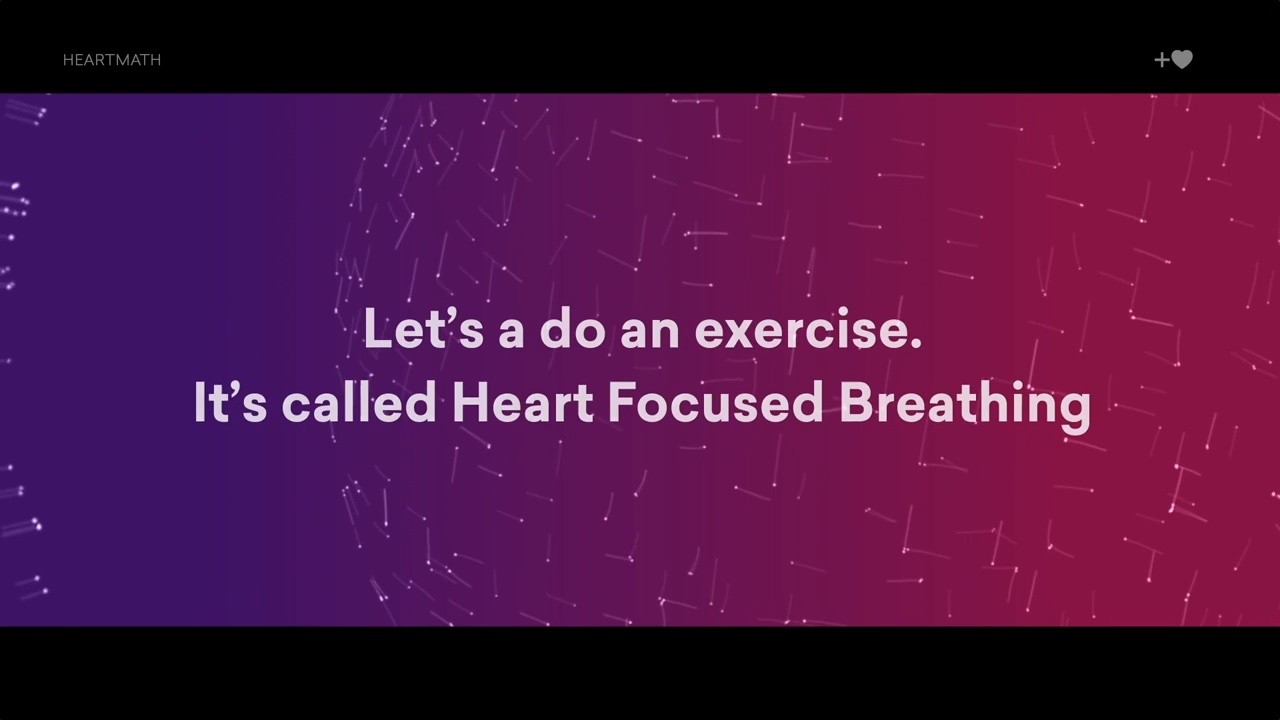 HEARTMATH
Let’s a do an exercise.
It’s called Heart Focused Breathing